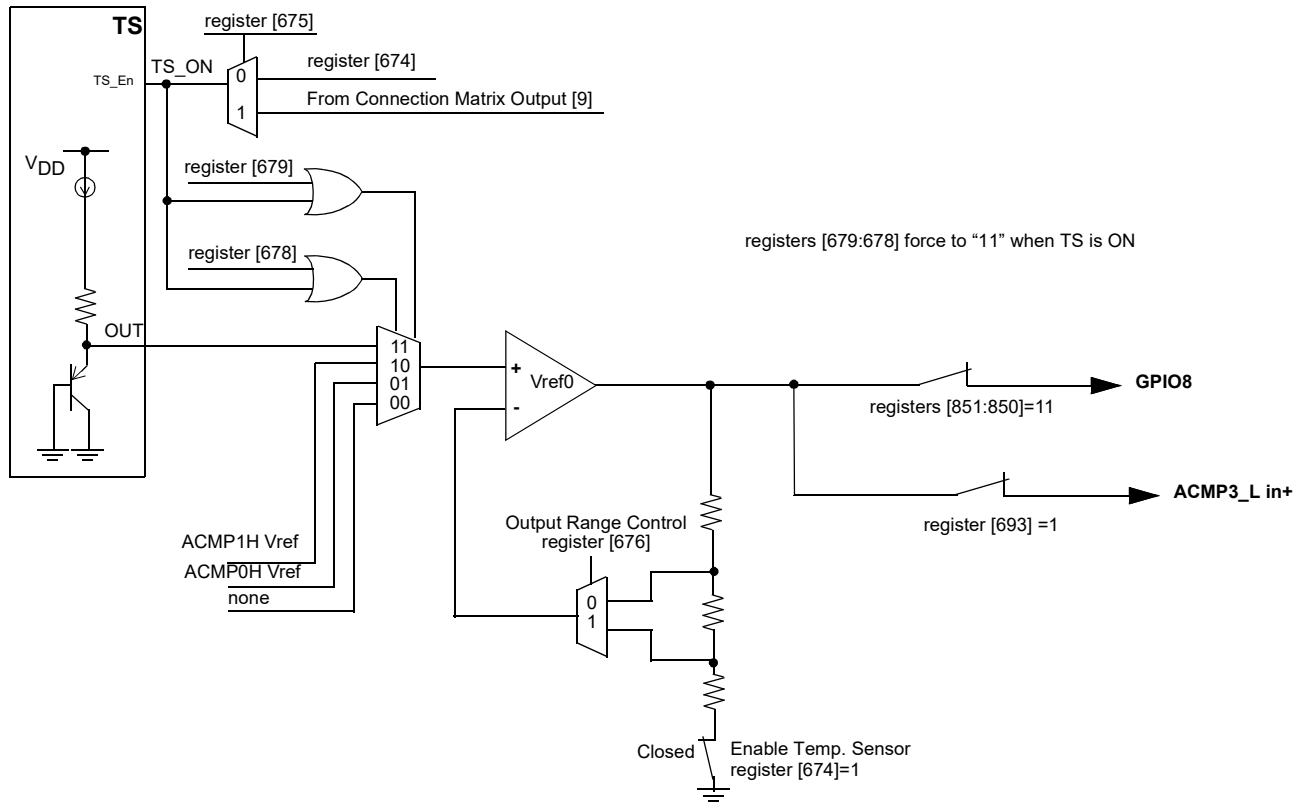 TS
register [675]
TS_ON
TS_En
0
1
register [674]
From Connection Matrix Output [9]
VDD
register [679]
register [678]
registers [679:678] force to “11” when TS is ON
OUT
11
10
01
00
+
-
Vref0
GPIO8
registers [851:850]=11
ACMP3_L in+
register [693] =1
Output Range Control
register [676]
0
1
ACMP1H Vref
ACMP0H Vref
none
Closed
Enable Temp. Sensor
register [674]=1